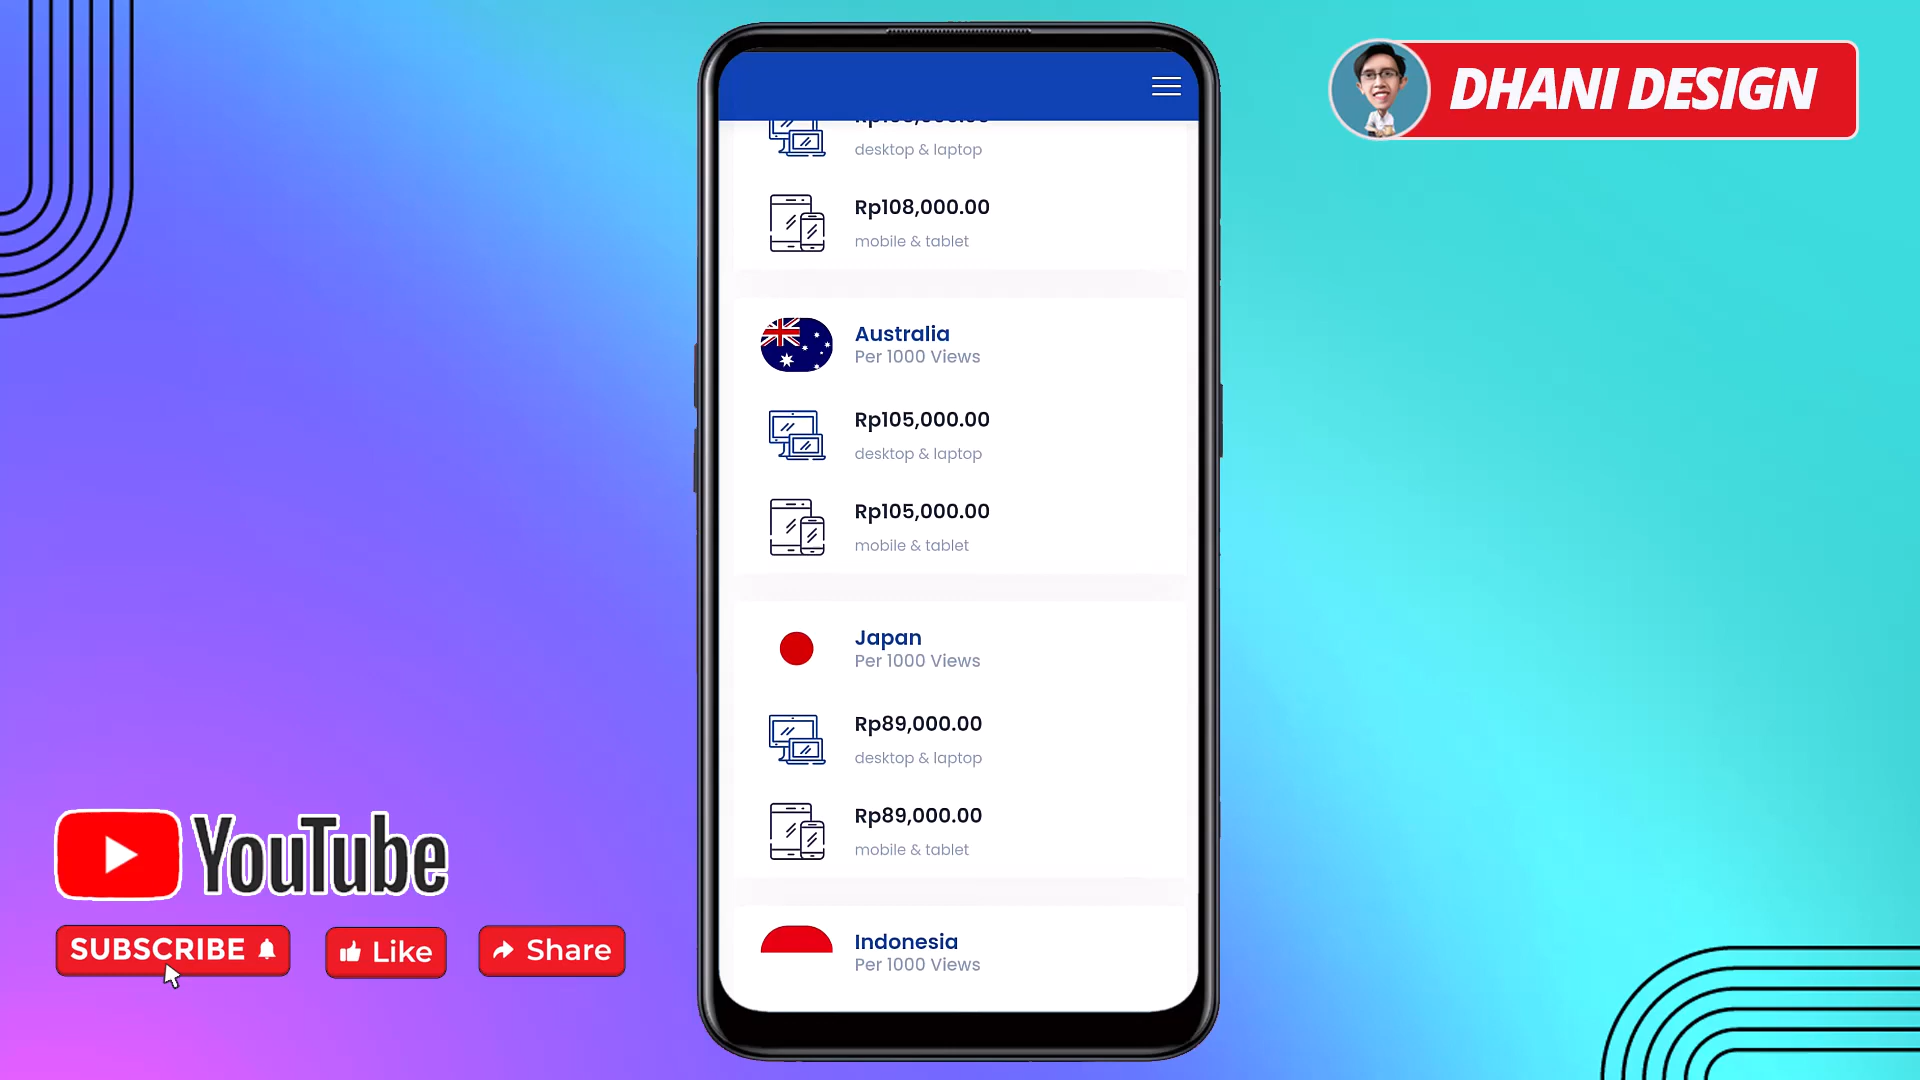 DHANI DESIGN
desktop & laptop
Rp108,000.00
mobile & tablet
Australia
Per 1000 Views
Rp105,000.00
desktop & laptop
Rp105,000.00
mobile & tablet
Japan
Per 1000 Views
Rp89,000.00
desktop & laptop
Rp89,000.00
mobile & tablet
Indonesia
Per 1000 Views
YouTube
SUBSCRIBE
Like
Share